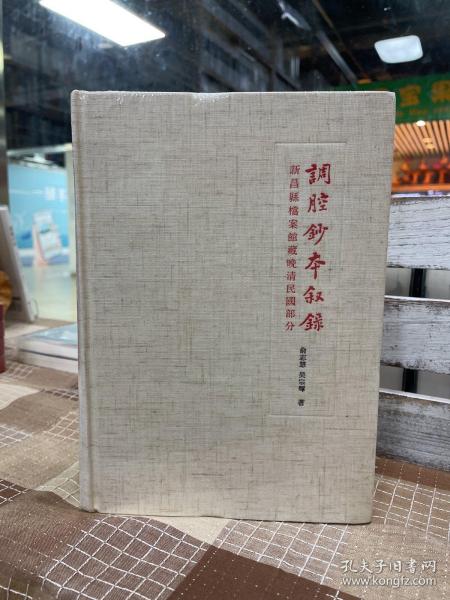 調腔鈔本叙錄
新昌縣檔案館藏晚清民國部分
俞志慧 吴宗輝 著
孔夫子旧书网
www.kongfz.com